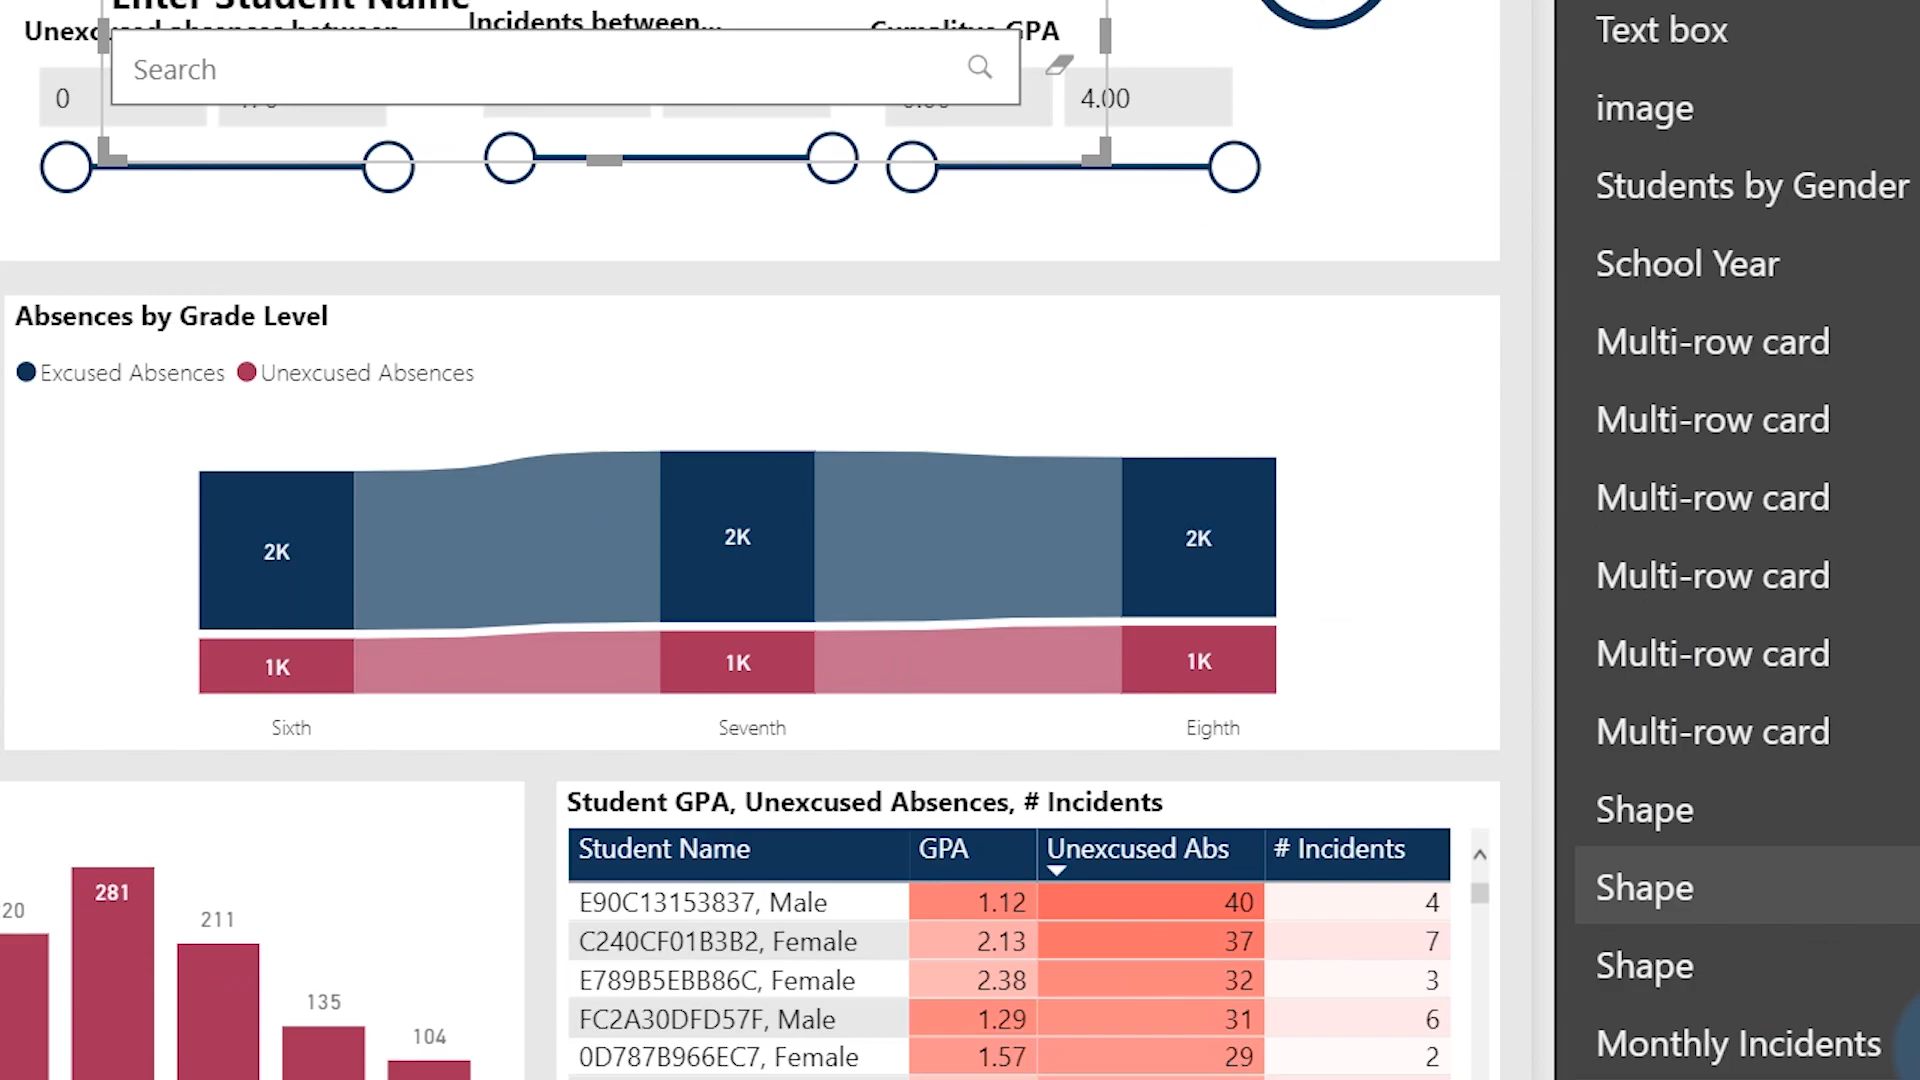 Enter Student Name
Incidents between...
GPA
Search
0
4.00
Absences by Grade Level
Excused Absences
Unexcused Absences
2K
2K
2K
1K
1K
1K
Sixth
Seventh
Eighth
20
281
211
135
104
Student GPA, Unexcused Absences, # Incidents
Student Name GPA Unexcused Abs # Incidents
E90C13153837, Male 1.12 40 4
C240CF01B3B2, Female 2.13 37 7
E789B5EBB86C, Female 2.38 32 3
FC2A30DFD57F, Male 1.29 31 6
0D787B966EC7, Female 1.57 29 2
Text box
image
Students by Gender
School Year
Multi-row card
Multi-row card
Multi-row card
Multi-row card
Multi-row card
Multi-row card
Shape
Shape
Shape
Monthly Incidents